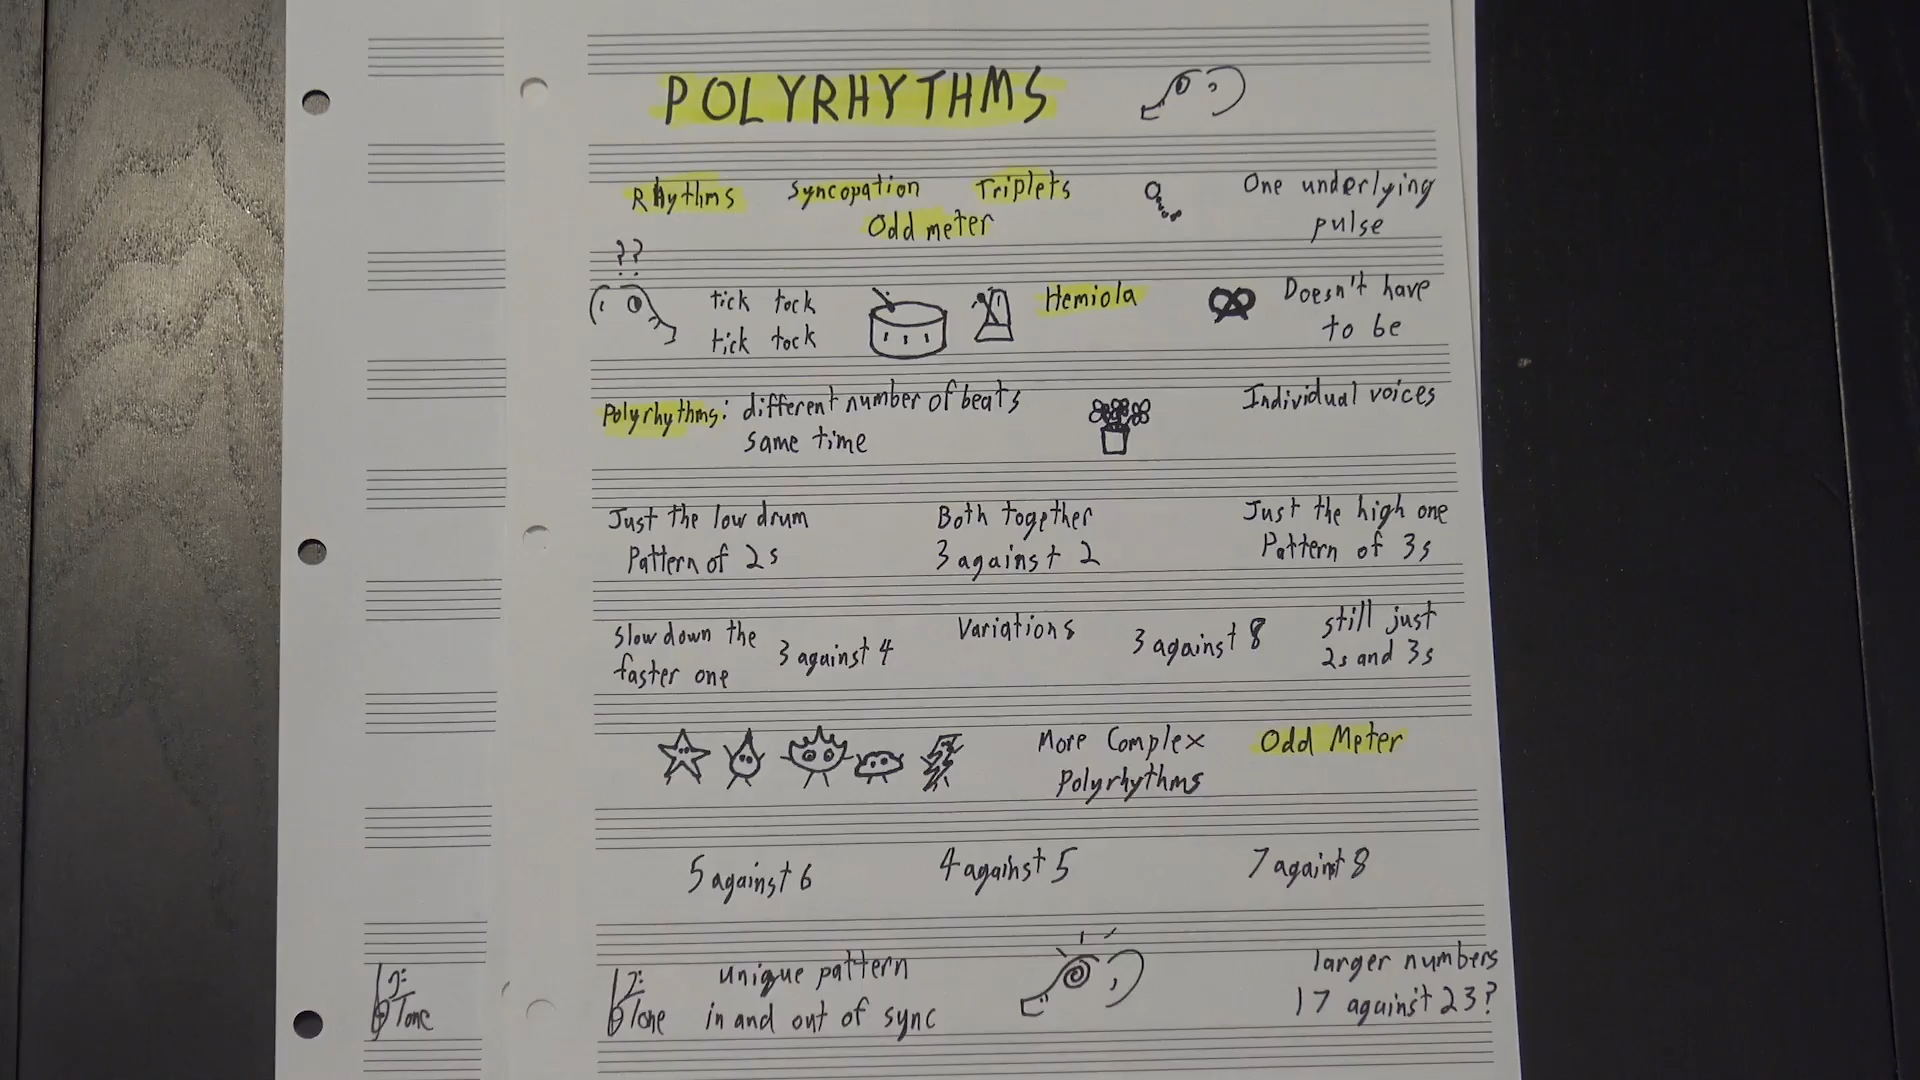 POLYRHYTHMS
Rhythms Syncopation Triplets One underlying
Odd meter pulse
??
tick tock Hemiola Doesn't have
tick tock to be
Polyrhythms: different number of beats Individual voices
same time
Just the low drum Both together Just the high one
Pattern of 2s 3 against 2 Pattern of 3s
slow down the 3 against 4 Variations 3 against 8 still just
faster one 2s and 3s
More Complex Odd Meter
Polyrhythms
5 against 6 4 against 5 7 against 8
unique pattern larger numbers
Tone Tone in and out of sync 17 against 23?